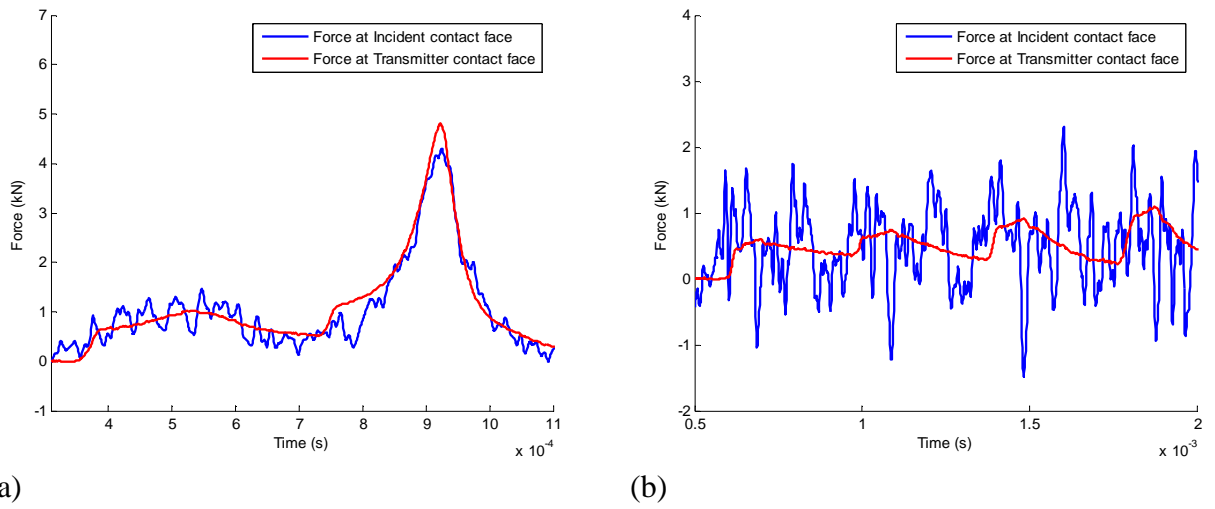 7
6
5
4
3
2
1
0
-1
Force (kN)
Force at Incident contact face
Force at Transmitter contact face
4 5 6 7 8 9 10 11
Time (s)
x 10-4
a)
4
3
2
1
0
-1
-2
Force (kN)
Force at Incident contact face
Force at Transmitter contact face
0.5 1 1.5 2
Time (s)
x 10-3
(b)